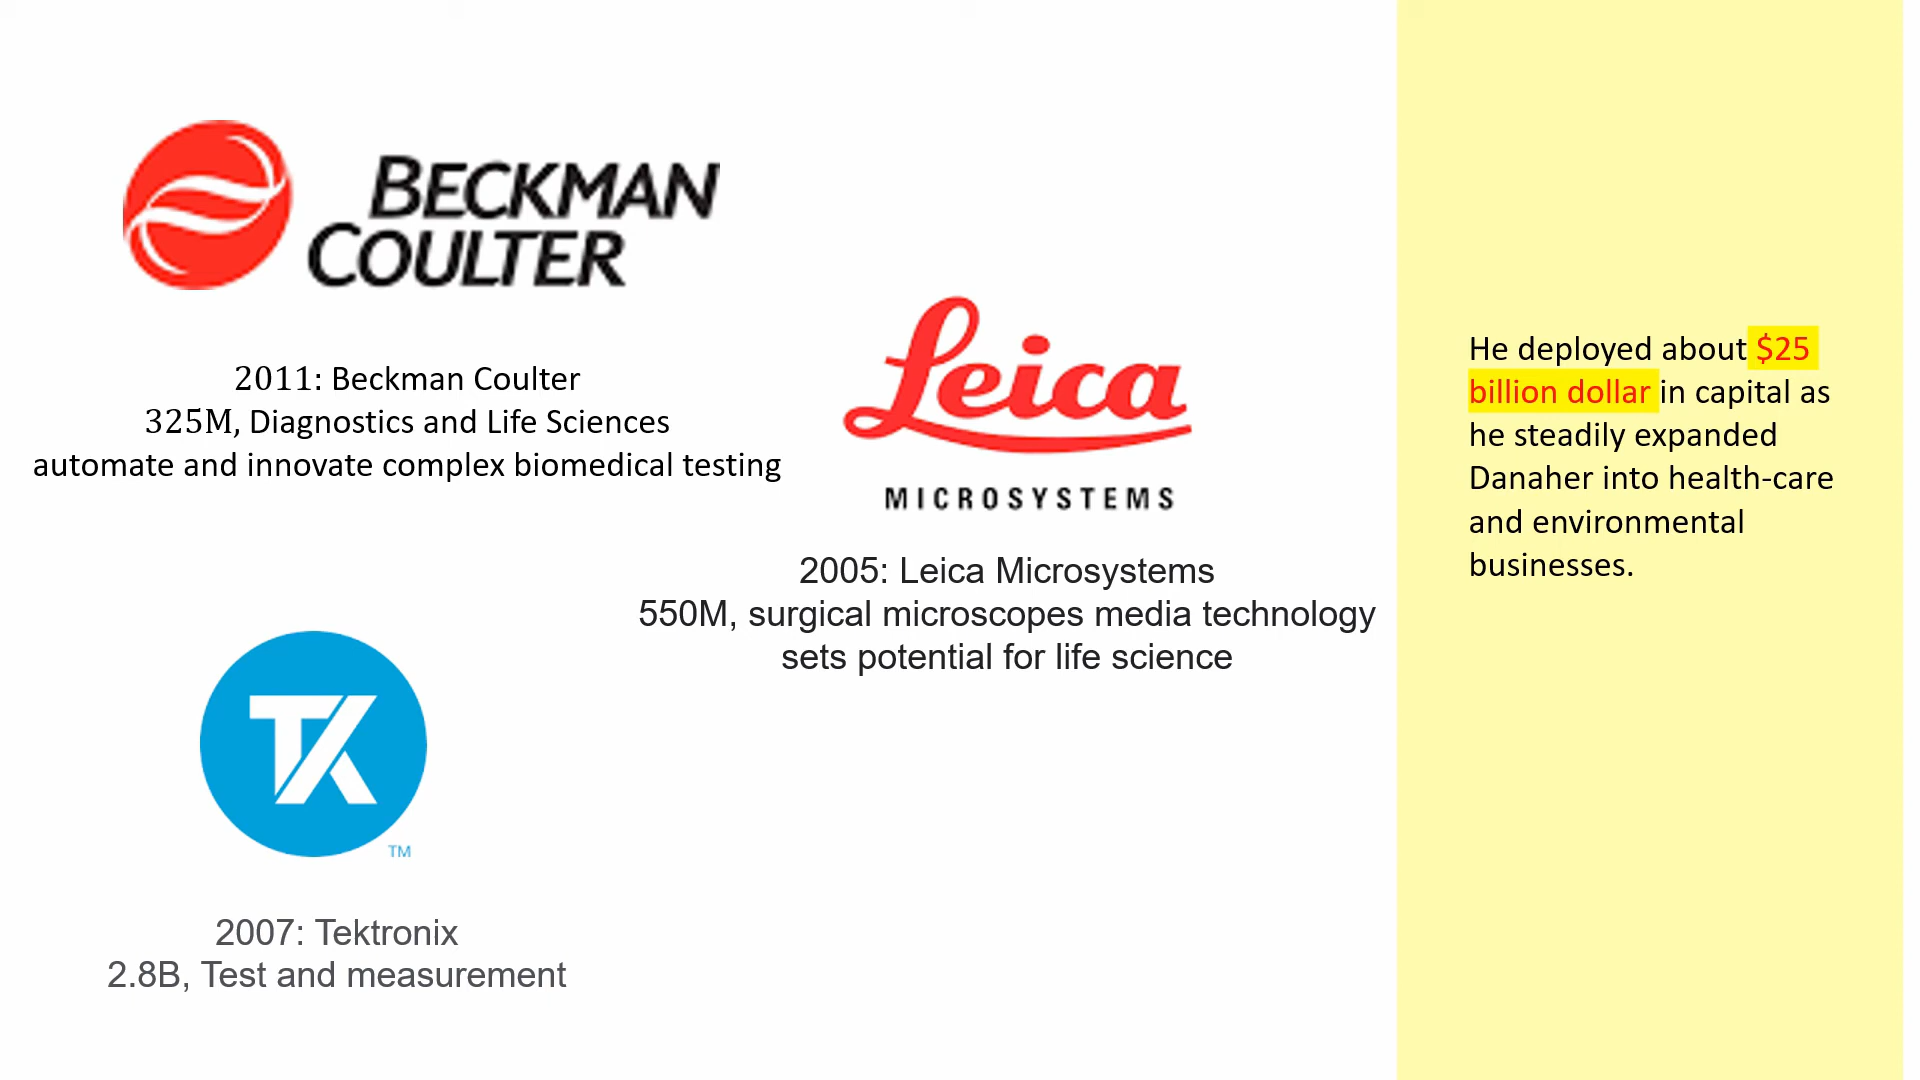 BECKMAN
COULTER
2011: Beckman Coulter
325M, Diagnostics and Life Sciences
automate and innovate complex biomedical testing
Leica
MICROSYSTEMS
2005: Leica Microsystems
550M, surgical microscopes media technology
sets potential for life science
TK
TM
2007: Tektronix
2.8B, Test and measurement
He deployed about $25
billion dollar in capital as
he steadily expanded
Danaher into health-care
and environmental
businesses.